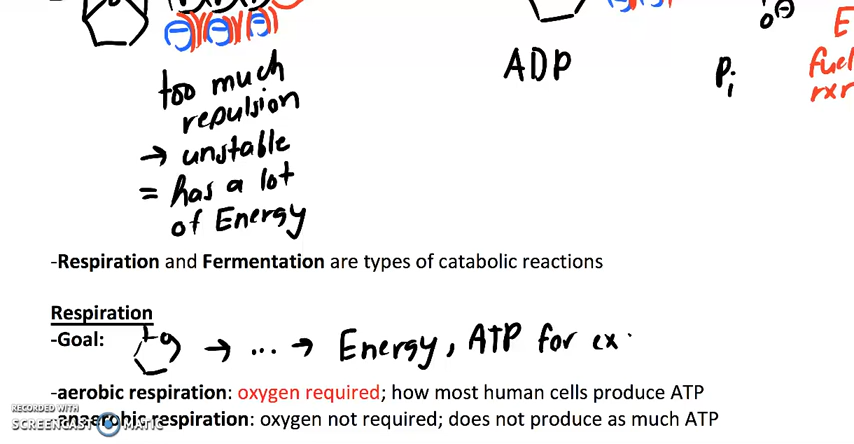 too much
repulsion
→ unstable
= has a lot
of Energy
ADP
Pi
E
fuel
rxr
O⊖
-Respiration and Fermentation are types of catabolic reactions
Respiration
-Goal: → ... → Energy, ATP for ex.
-aerobic respiration: oxygen required; how most human cells produce ATP
-anaerobic respiration: oxygen not required; does not produce as much ATP
RECORDED WITH
SCREENCAST MATIC